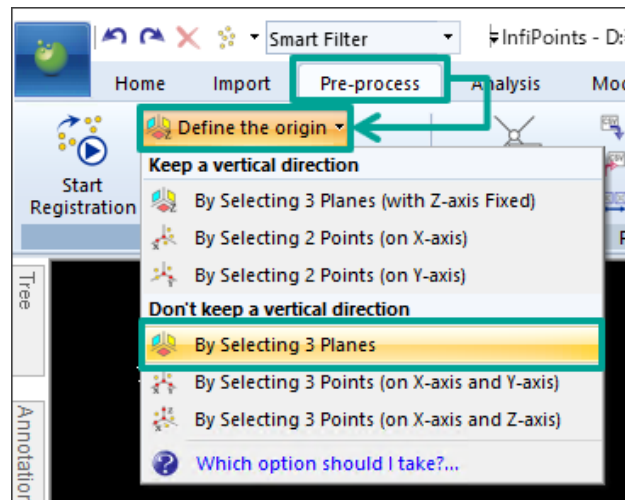 Smart Filter
InfiPoints - D:
Home Import Pre-process Analysis Mod
Define the origin
Start
Registration
Keep a vertical direction
By Selecting 3 Planes (with Z-axis Fixed)
By Selecting 2 Points (on X-axis)
By Selecting 2 Points (on Y-axis)
Don't keep a vertical direction
By Selecting 3 Planes
By Selecting 3 Points (on X-axis and Y-axis)
By Selecting 3 Points (on X-axis and Z-axis)
Which option should I take?...
Tree
Annotation